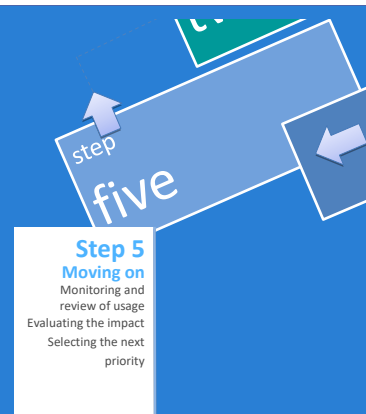 step
five
Step 5
Moving on
Monitoring and
review of usage
Evaluating the impact
Selecting the next
priority